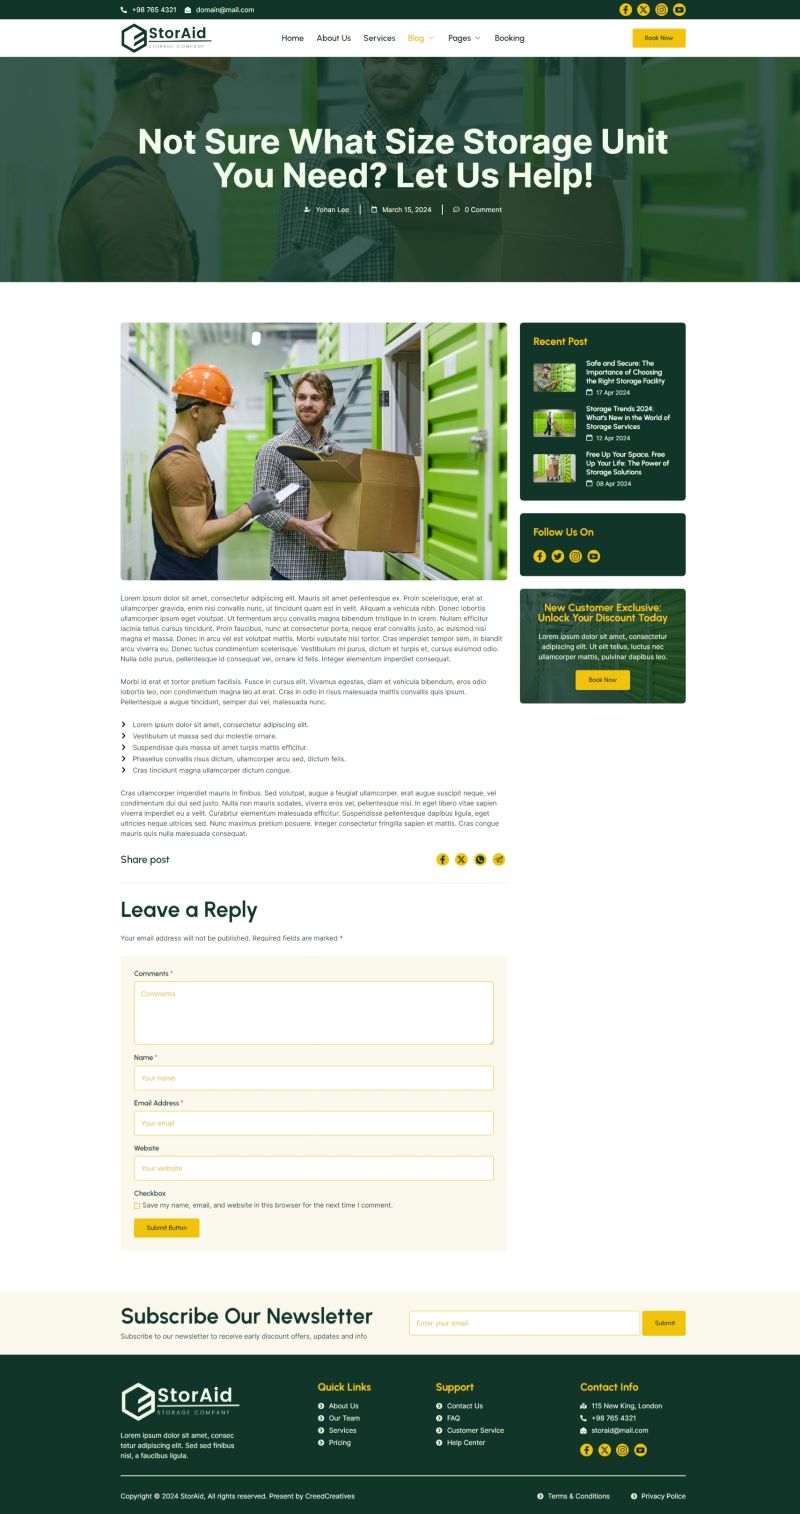 +98 765 4321 domain@mail.com
StorAid
STORAGE COMPANY
Home About Us Services Blog Pages Booking
Book Now
Not Sure What Size Storage Unit
You Need? Let Us Help!
Yohan Lee March 15, 2024 0 Comment
Recent Post
Safe and Secure: The
Importance of Choosing
the Right Storage Facility
17 Apr 2024
Storage Trends 2024:
What's New in the World of
Storage Services
12 Apr 2024
Free Up Your Space, Free
Up Your Life: The Power of
Storage Solutions
08 Apr 2024
Follow Us On
New Customer Exclusive:
Unlock Your Discount Today
Lorem ipsum dolor sit amet, consectetur
adipiscing elit. Ut elit tellus, luctus nec
ullamcorper mattis, pulvinar dapibus leo.
Book Now
Lorem ipsum dolor sit amet, consectetur adipiscing elit. Mauris sit amet pellentesque ex. Proin scelerisque, erat at
ullamcorper gravida, enim nisi convallis nunc, ut tincidunt quam est in velit. Aliquam a vehicula nibh. Donec lobortis
ullamcorper ipsum eget volutpat. Ut fermentum arcu convallis magna bibendum tristique in in lorem. Nullam efficitur
lacinia tellus cursus tincidunt. Proin faucibus, nunc at consectetur porta, neque erat convallis justo, ac euismod nisi
magna et massa. Donec in arcu vel est volutpat mattis. Morbi vulputate nisi tortor. Cras imperdiet tempor sem, in blandit
arcu viverra eu. Donec luctus condimentum scelerisque. Vestibulum mi purus, dictum et turpis et, cursus euismod odio.
Nulla odio purus, pellentesque id consequat vel, ornare id felis. Integer elementum imperdiet consequat.
Morbi id erat et tortor pretium facilisis. Fusce in cursus elit. Vivamus egestas, diam et vehicula bibendum, eros odio
lobortis leo, non condimentum magna leo at erat. Cras in odio in risus malesuada mattis convallis quis ipsum.
Pellentesque a augue tincidunt, semper dui vel, malesuada nunc.
Lorem ipsum dolor sit amet, consectetur adipiscing elit.
Vestibulum ut massa sed dui molestie ornare.
Suspendisse quis massa sit amet turpis mattis efficitur.
Phasellus convallis risus dictum, ullamcorper arcu sed, dictum felis.
Cras tincidunt magna ullamcorper dictum congue.
Cras ullamcorper imperdiet mauris in finibus. Sed volutpat, augue a feugiat ullamcorper, erat augue suscipit neque, vel
condimentum dui dui sed justo. Nulla non mauris sodales, viverra eros vel, pellentesque nisi. In eget libero vitae sapien
viverra imperdiet eu a velit. Curabitur elementum malesuada efficitur. Suspendisse pellentesque dapibus ligula, eget
ultricies neque ultrices sed. Nunc maximus pretium posuere. Integer consectetur fringilla sapien et mattis. Cras congue
mauris quis nulla malesuada consequat.
Share post
Leave a Reply
Your email address will not be published. Required fields are marked *
Comments *
Comments
Name *
Your name
Email Address *
Your email
Website
Your website
Checkbox
Save my name, email, and website in this browser for the next time I comment.
Submit Button
Subscribe Our Newsletter
Subscribe to our newsletter to receive early discount offers, updates and info
Enter your email
Submit
StorAid
STORAGE COMPANY
Lorem ipsum dolor sit amet, consec
tetur adipiscing elit. Sed sed finibus
nisl, a faucibus ligula.
Quick Links
About Us
Our Team
Services
Pricing
Support
Contact Us
FAQ
Customer Service
Help Center
Contact Info
115 New King, London
+98 765 4321
storaid@mail.com
Copyright © 2024 StorAid, All rights reserved. Present by CreedCreatives
Terms & Conditions Privacy Police